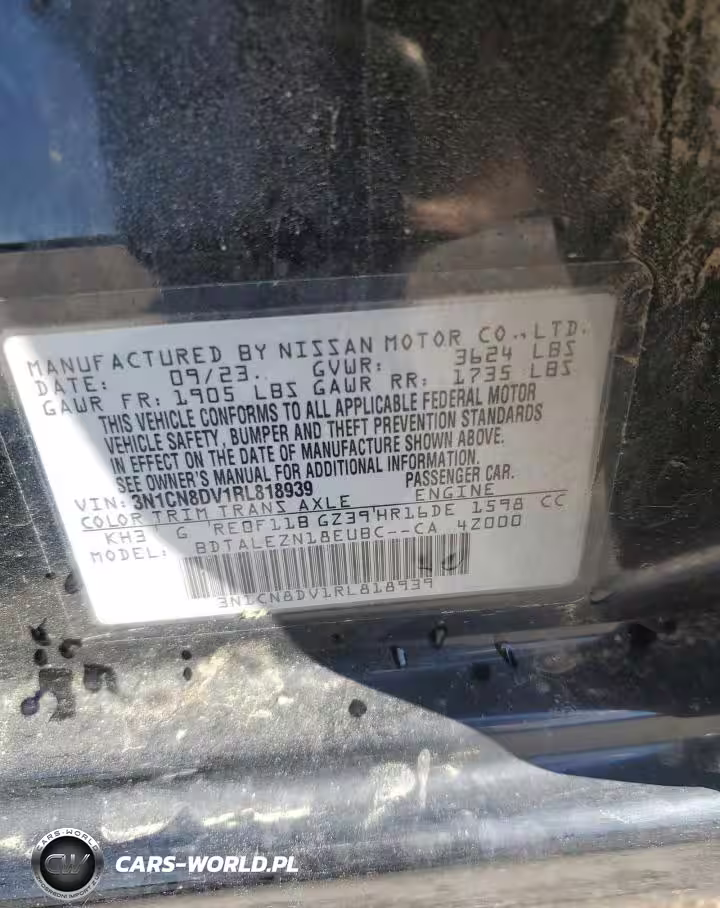 MANUFACTURED BY NISSAN MOTOR CO., LTD.
DATE: 09/23. GVWR: 3624 LBS
GAWR FR: 1905 LBS GAWR RR: 1735 LBS
THIS VEHICLE CONFORMS TO ALL APPLICABLE FEDERAL MOTOR
VEHICLE SAFETY, BUMPER AND THEFT PREVENTION STANDARDS
IN EFFECT ON THE DATE OF MANUFACTURE SHOWN ABOVE.
SEE OWNER'S MANUAL FOR ADDITIONAL INFORMATION.
VIN: 3N1CN8DV1RL818939 PASSENGER CAR.
COLOR TRIM TRANS AXLE ENGINE
KH3 G RE0F11B GZ39 HR16DE 1598 CC
MODEL: BDTALEZN18EUBC--CA 4Z000
3N1CN8DV1RL818939
CARS-WORLD
CW
CARS-WORLD.PL